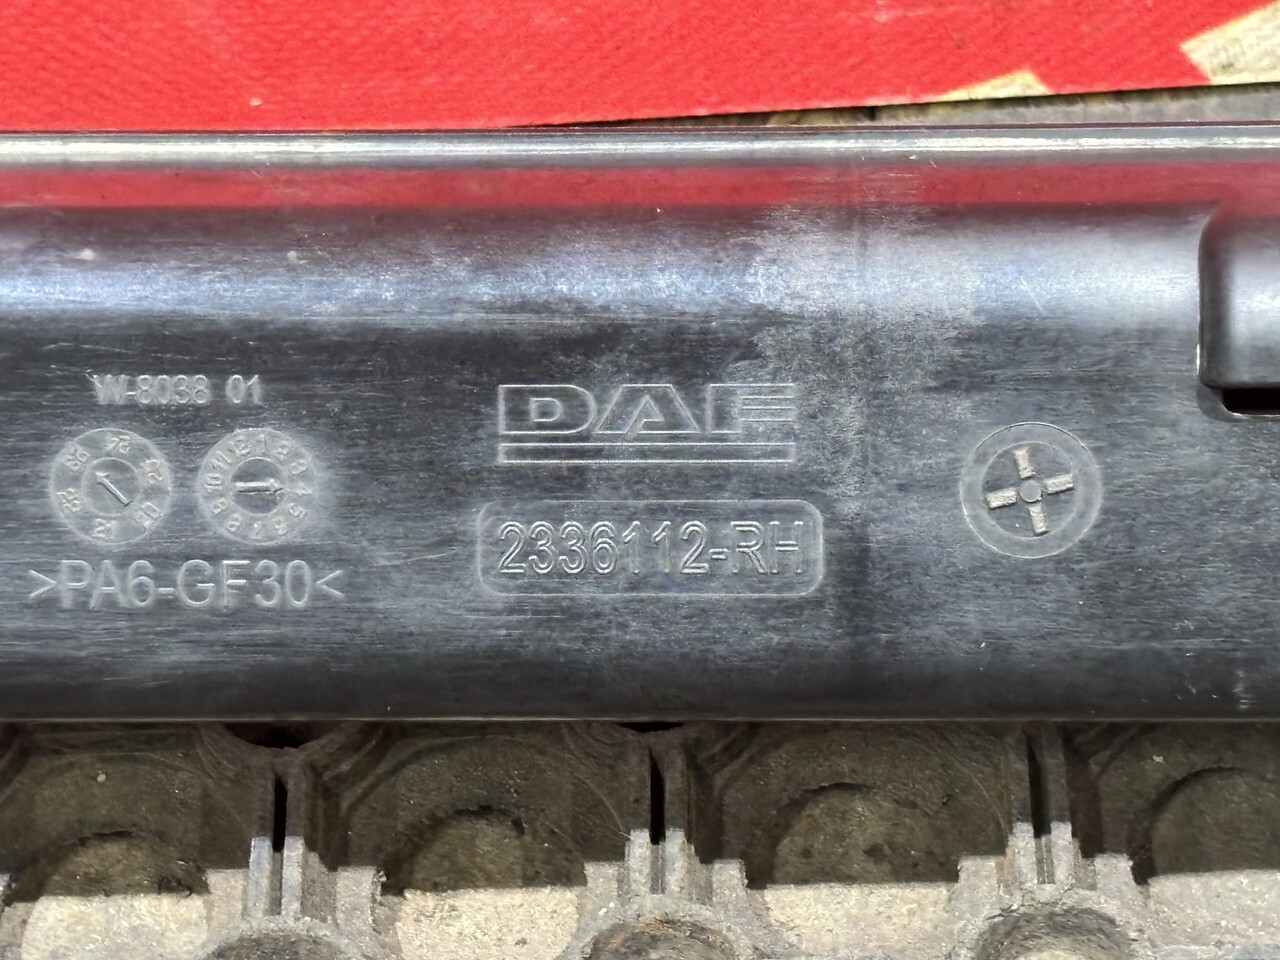 W-8038 01
DAF
2336112-RH
>PA6-GF30<